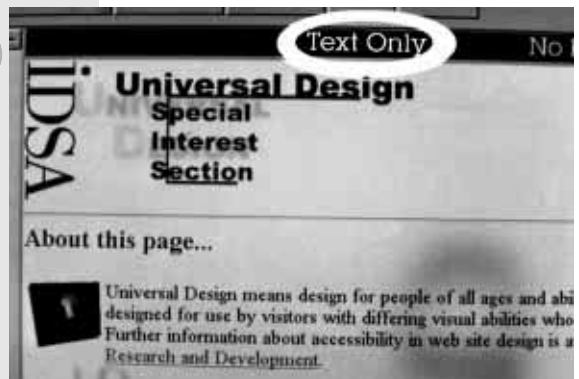 Text Only
No
iDSA
Universal Design
Special
Interest
Section
About this page...
Universal Design means design for people of all ages and abi
designed for use by visitors with differing visual abilities who
Further information about accessibility in web site design is a
Research and Development.